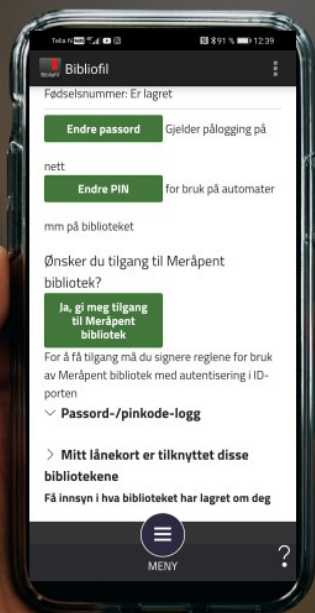 Telia N 91 % 12:39
Bibliofil
Fødselsnummer: Er lagret
Endre passord Gjelder pålogging på
nett
Endre PIN for bruk på automater
mm på biblioteket
Ønsker du tilgang til Meråpent
bibliotek?
Ja, gi meg tilgang
til Meråpent
bibliotek
For å få tilgang må du signere reglene for bruk
av Meråpent bibliotek med autentisering i ID-
porten
Passord-/pinkode-logg
Mitt lånekort er tilknyttet disse
bibliotekene
Få innsyn i hva biblioteket har lagret om deg
MENY
?